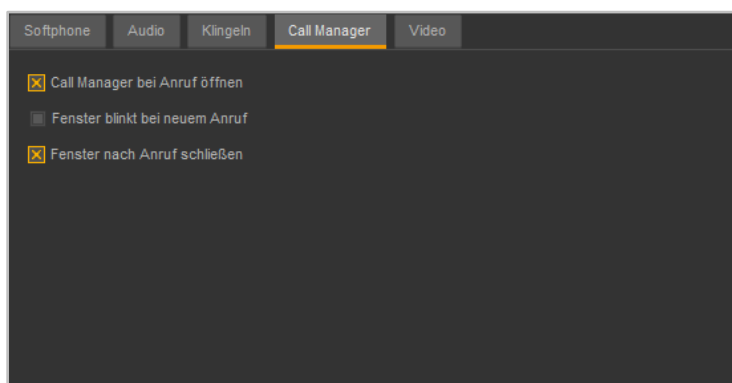 Softphone Audio Klingeln Call Manager Video
Call Manager bei Anruf öffnen
Fenster blinkt bei neuem Anruf
Fenster nach Anruf schließen